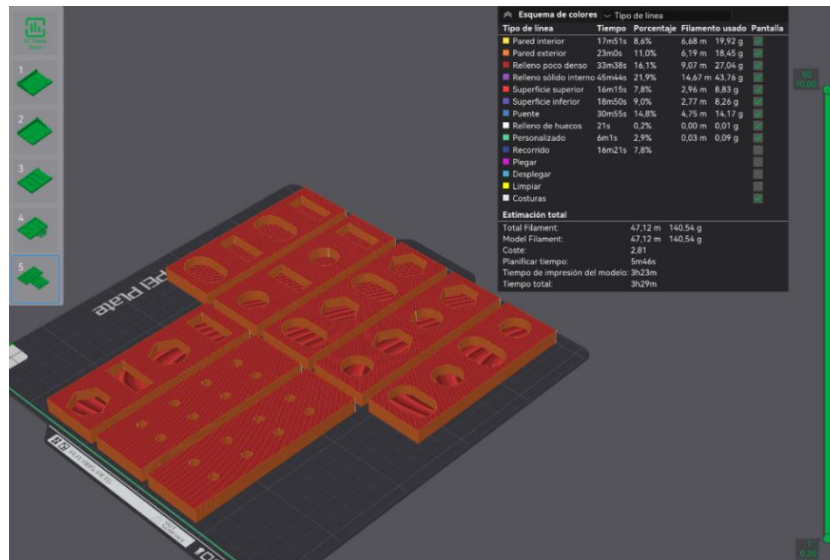 Esquema de colores Tipo de línea
Tipo de línea Tiempo Porcentaje Filamento usado Pantalla
Pared interior 17m51s 8,6% 6,68 m 19,92 g
Pared exterior 23m0s 11,0% 6,19 m 18,45 g
Relleno poco denso 33m38s 16,1% 9,07 m 27,04 g
Relleno sólido interno 45m44s 21,9% 14,67 m 43,76 g
Superficie superior 16m15s 7,8% 2,96 m 8,83 g
Superficie inferior 18m50s 9,0% 2,77 m 8,26 g
Puente 30m55s 14,8% 4,75 m 14,17 g
Relleno de huecos 21s 0,2% 0,00 m 0,01 g
Personalizado 6m1s 2,9% 0,03 m 0,09 g
Recorrido 16m21s 7,8%
Plegar
Desplegar
Limpiar
Costuras
Estimación total
Total Filament: 47,12 m 140,54 g
Model Filament: 47,12 m 140,54 g
Coste: 2,81
Planificar tiempo: 5m46s
Tiempo de impresión del modelo: 3h23m
Tiempo total: 3h29m
1
2
3
4
5
50
10,00
1
0,20
PEI Plate